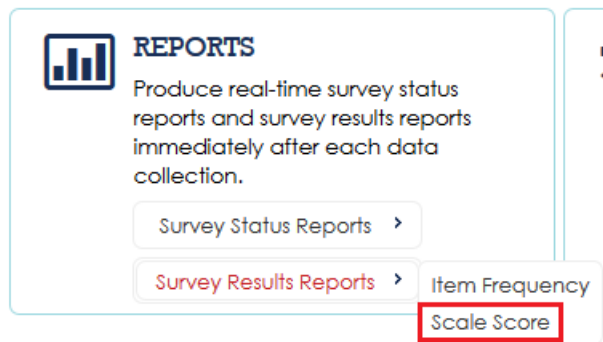 REPORTS
Produce real-time survey status
reports and survey results reports
immediately after each data
collection.
Survey Status Reports >
Survey Results Reports >
Item Frequency
Scale Score